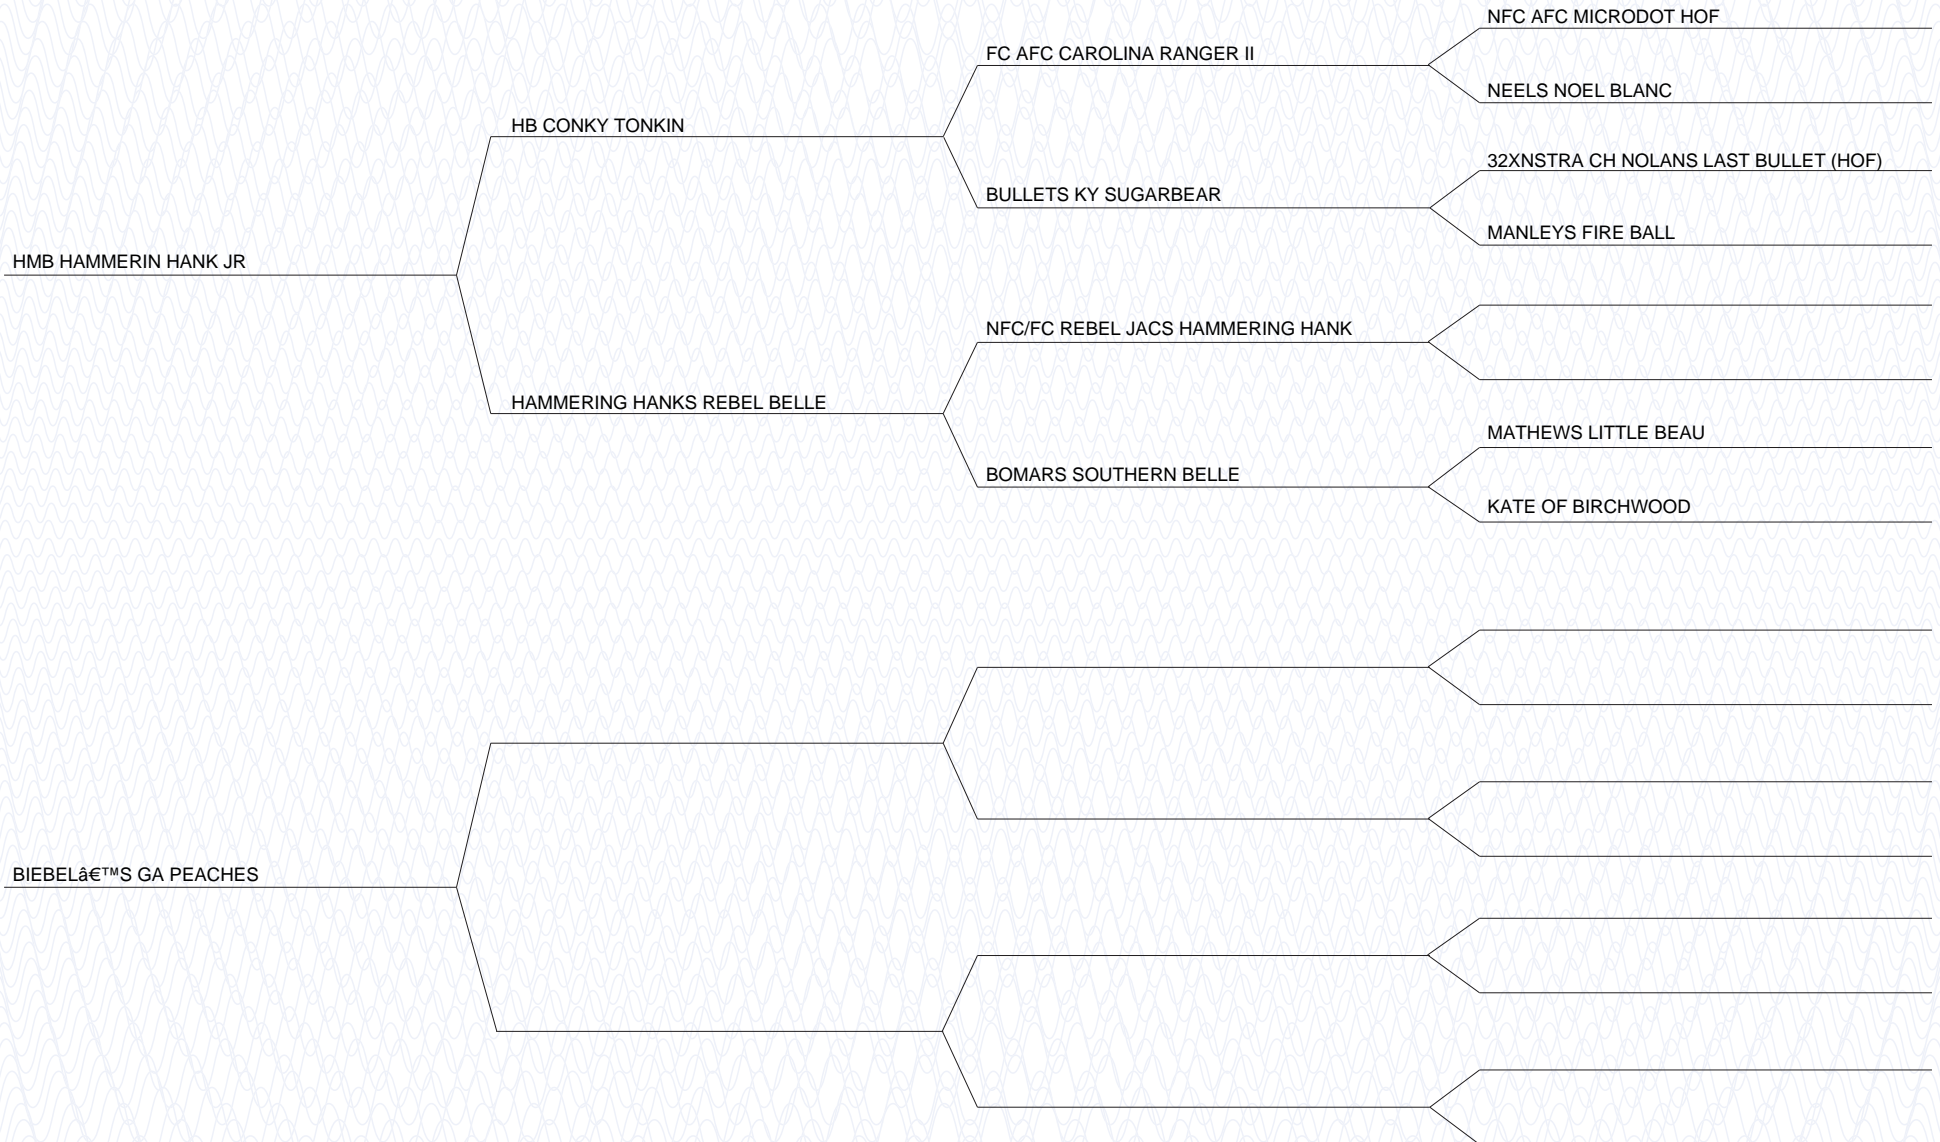 NFC AFC MICRODOT HOF
FC AFC CAROLINA RANGER II
NEELS NOEL BLANC
HB CONKY TONKIN
32XNSTRA CH NOLANS LAST BULLET (HOF)
BULLETS KY SUGARBEAR
MANLEYS FIRE BALL
HMB HAMMERIN HANK JR
NFC/FC REBEL JACS HAMMERING HANK
HAMMERING HANKS REBEL BELLE
MATHEWS LITTLE BEAU
BOMARS SOUTHERN BELLE
KATE OF BIRCHWOOD
BIEBELâ€™S GA PEACHES